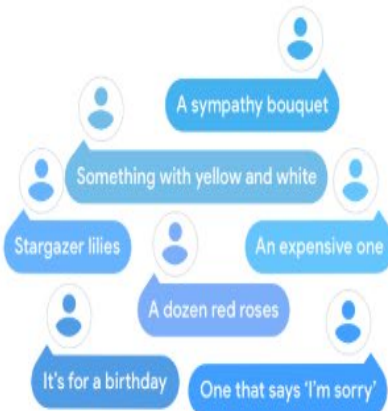 A sympathy bouquet
Something with yellow and white
Stargazer lilies
An expensive one
A dozen red roses
It's for a birthday
One that says 'I'm sorry'